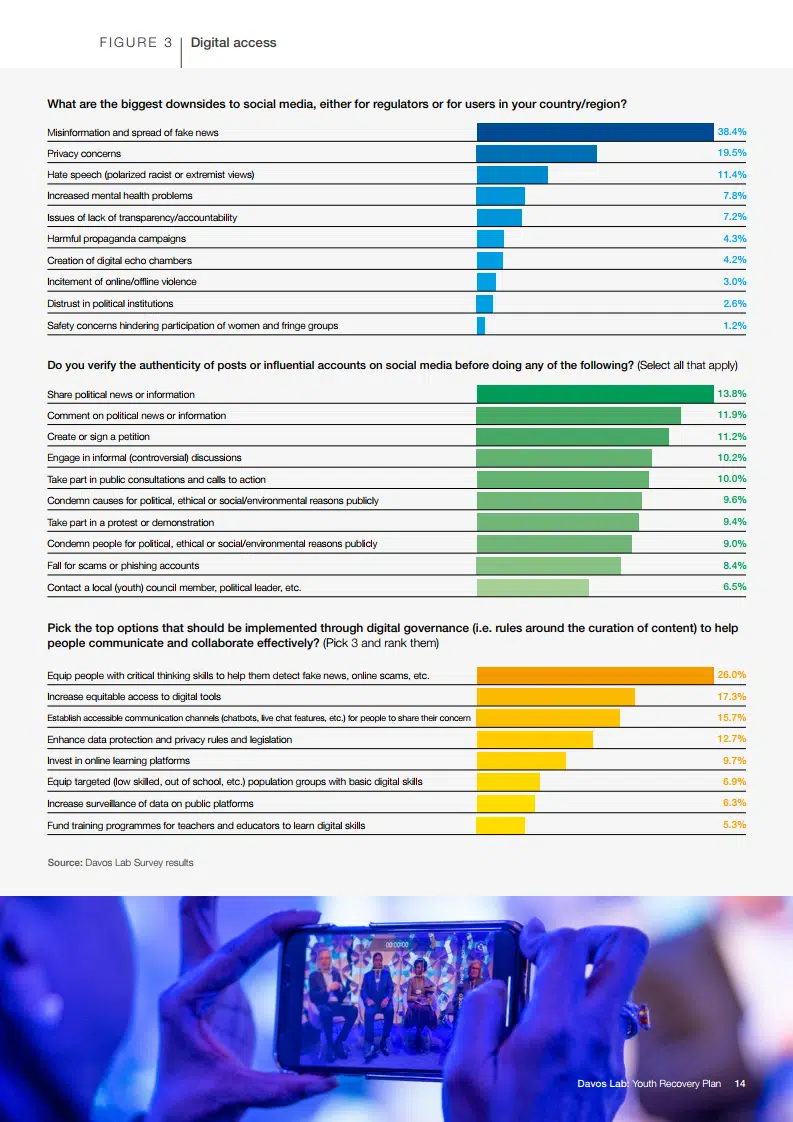 FIGURE 3
Digital access
What are the biggest downsides to social media, either for regulators or for users in your country/region?
Misinformation and spread of fake news 38.4%
Privacy concerns 19.5%
Hate speech (polarized racist or extremist views) 11.4%
Increased mental health problems 7.8%
Issues of lack of transparency/accountability 7.2%
Harmful propaganda campaigns 4.3%
Creation of digital echo chambers 4.2%
Incitement of online/offline violence 3.0%
Distrust in political institutions 2.6%
Safety concerns hindering participation of women and fringe groups 1.2%
Do you verify the authenticity of posts or influential accounts on social media before doing any of the following? (Select all that apply)
Share political news or information 13.8%
Comment on political news or information 11.9%
Create or sign a petition 11.2%
Engage in informal (controversial) discussions 10.2%
Take part in public consultations and calls to action 10.0%
Condemn causes for political, ethical or social/environmental reasons publicly 9.6%
Take part in a protest or demonstration 9.4%
Condemn people for political, ethical or social/environmental reasons publicly 9.0%
Fall for scams or phishing accounts 8.4%
Contact a local (youth) council member, political leader, etc. 6.5%
Pick the top options that should be implemented through digital governance (i.e. rules around the curation of content) to help
people communicate and collaborate effectively? (Pick 3 and rank them)
Equip people with critical thinking skills to help them detect fake news, online scams, etc. 26.0%
Increase equitable access to digital tools 17.3%
Establish accessible communication channels (chatbots, live chat features, etc.) for people to share their concern 15.7%
Enhance data protection and privacy rules and legislation 12.7%
Invest in online learning platforms 9.7%
Equip targeted (low skilled, out of school, etc.) population groups with basic digital skills 6.9%
Increase surveillance of data on public platforms 6.3%
Fund training programmes for teachers and educators to learn digital skills 5.3%
Source: Davos Lab Survey results
00:00:00
Davos Lab: Youth Recovery Plan 14